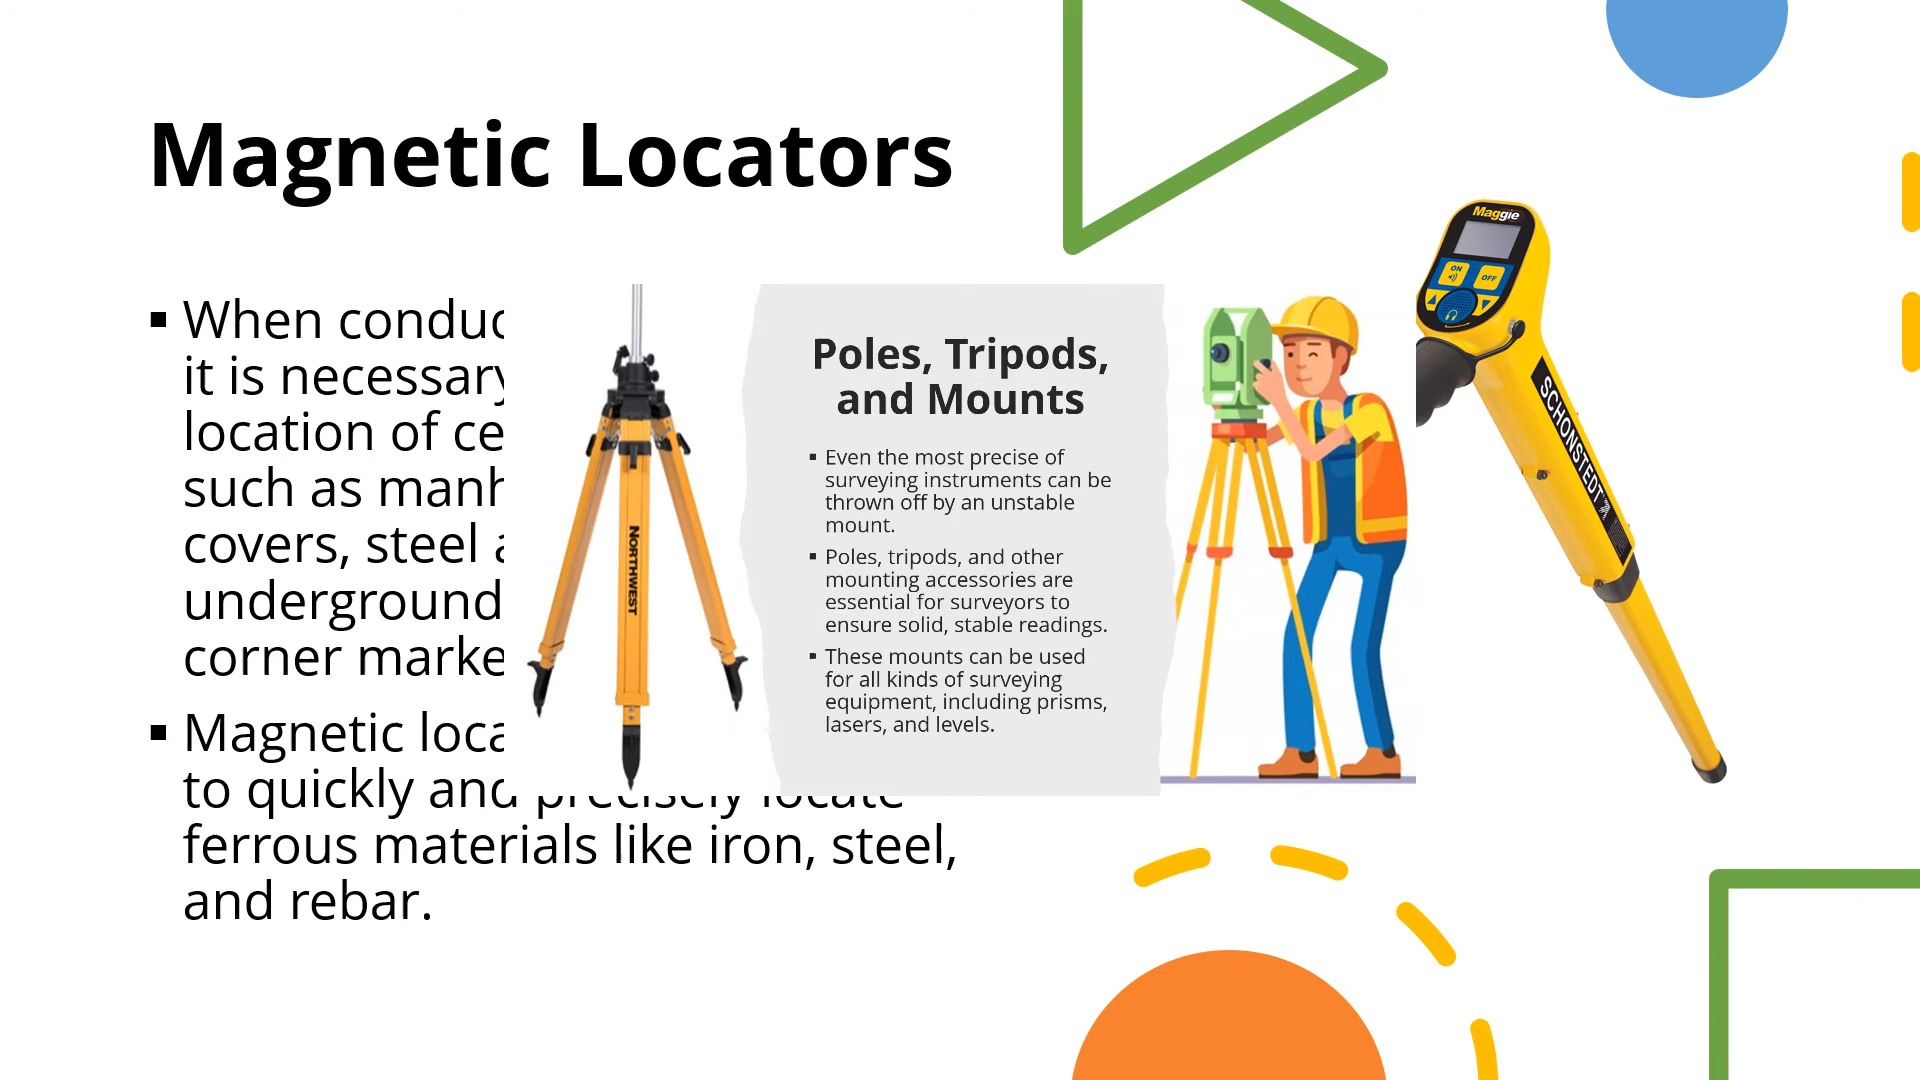 Magnetic Locators
▪ When conduc
it is necessary
location of ce
such as manh
covers, steel a
underground
corner marke
▪ Magnetic loca
to quickly and precisely locate
ferrous materials like iron, steel,
and rebar.
NORTHWEST
Poles, Tripods,
and Mounts
▪ Even the most precise of
surveying instruments can be
thrown off by an unstable
mount.
▪ Poles, tripods, and other
mounting accessories are
essential for surveyors to
ensure solid, stable readings.
▪ These mounts can be used
for all kinds of surveying
equipment, including prisms,
lasers, and levels.
Maggie
ON
OFF
SCHONSTEDT